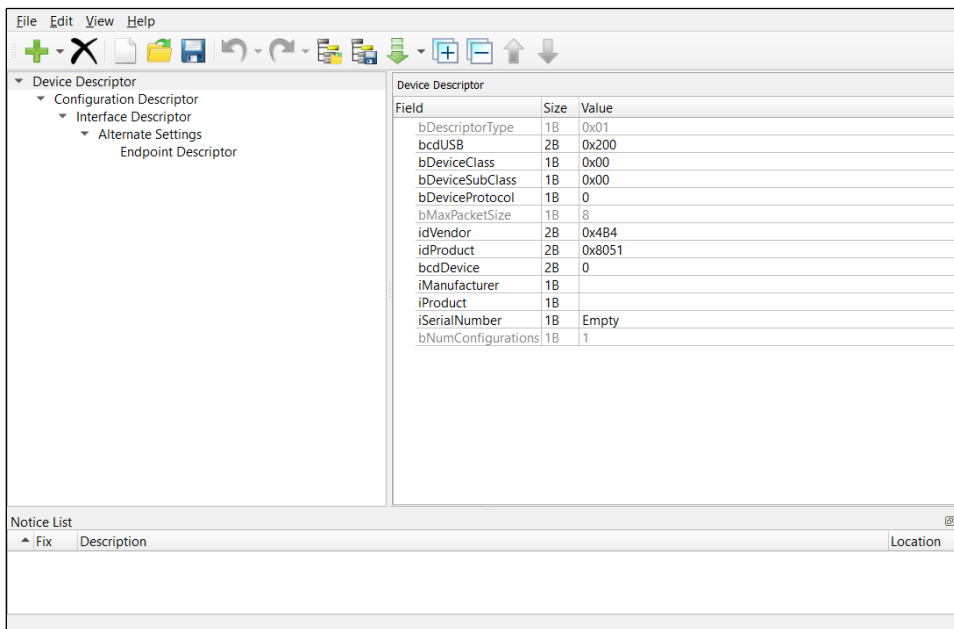 File Edit View Help
Device Descriptor
Configuration Descriptor
Interface Descriptor
Alternate Settings
Endpoint Descriptor
Device Descriptor
Field Size Value
bDescriptorType 1B 0x01
bcdUSB 2B 0x200
bDeviceClass 1B 0x00
bDeviceSubClass 1B 0x00
bDeviceProtocol 1B 0
bMaxPacketSize 1B 8
idVendor 2B 0x4B4
idProduct 2B 0x8051
bcdDevice 2B 0
iManufacturer 1B
iProduct 1B
iSerialNumber 1B Empty
bNumConfigurations 1B 1
Notice List
Fix Description Location